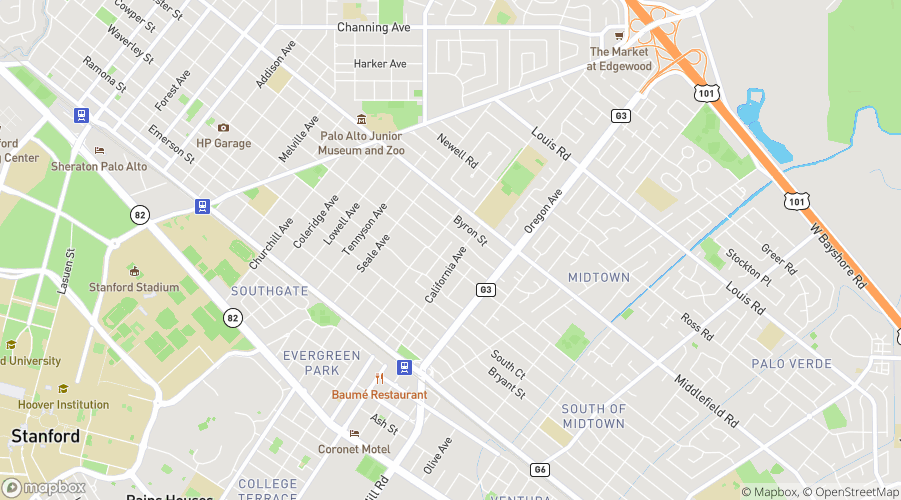 Cowper St
Waverley St
Ramona St
Forest Ave
Addison Ave
Channing Ave
Harker Ave
The Market
at Edgewood
101
G3
Emerson St
HP Garage
Melville Ave
Palo Alto Junior
Museum and Zoo
Newell Rd
Louis Rd
Sheraton Palo Alto
82
Churchill Ave
Coleridge Ave
Lowell Ave
Tennyson Ave
Seale Ave
Byron St
Oregon Ave
California Ave
101
W Bayshore Rd
Lasuen St
Stanford Stadium
SOUTHGATE
82
G3
MIDTOWN
Stockton Pl
Greer Rd
Louis Rd
Ross Rd
PALO VERDE
EVERGREEN
PARK
Baumé Restaurant
South Ct
Bryant St
Middlefield Rd
Hoover Institution
Stanford
Ash St
Coronet Motel
Olive Ave
SOUTH OF
MIDTOWN
G6
COLLEGE
TERRACE
mapbox
© Mapbox, © OpenStreetMap